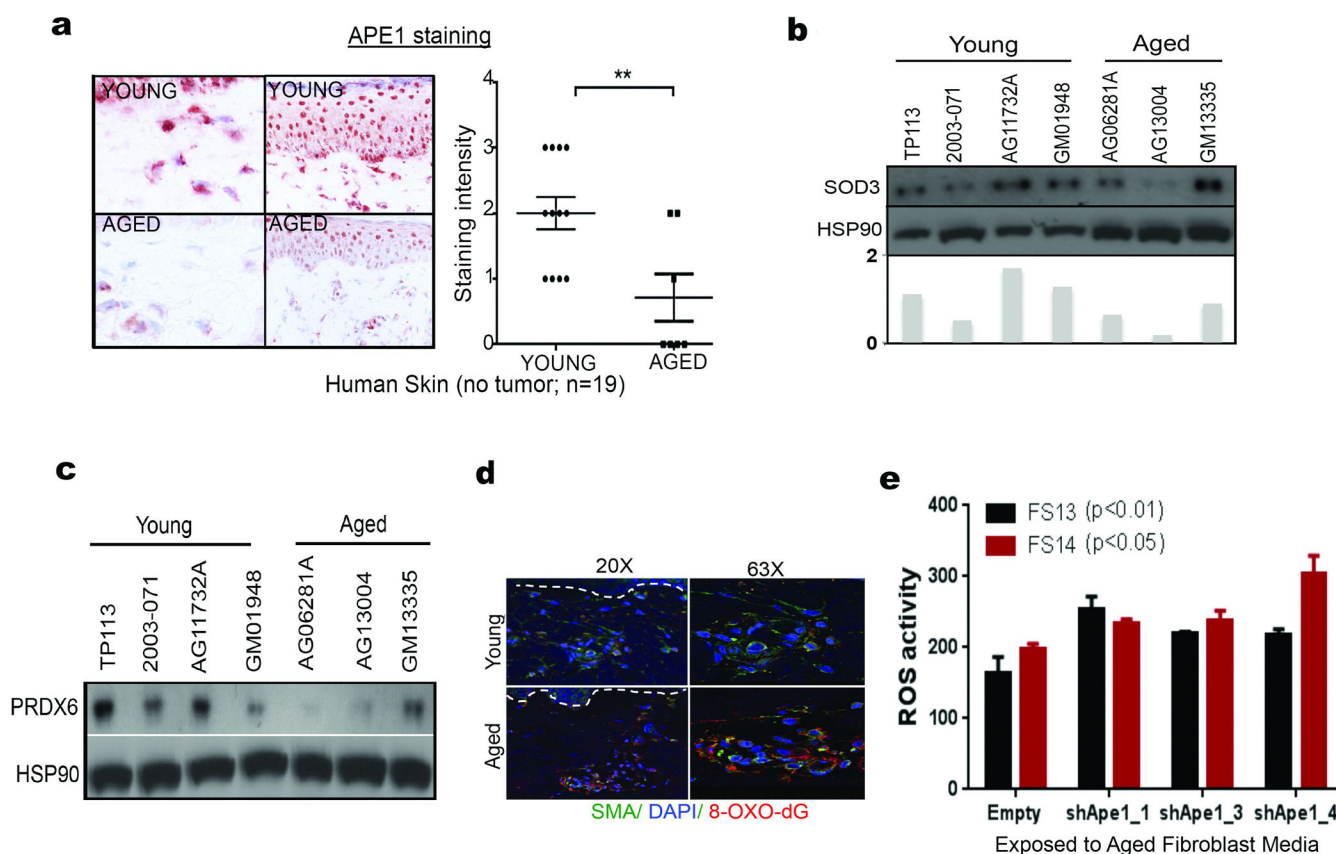 a
APE1 staining
YOUNG
YOUNG
AGED
AGED
Staining intensity
4
3
2
1
0
**
YOUNG
AGED
Human Skin (no tumor; n=19)
b
Young
Aged
TP113
2003-071
AG11732A
GM01948
AG06281A
AG13004
GM13335
SOD3
HSP90
2
0
c
Young
Aged
TP113
2003-071
AG11732A
GM01948
AG06281A
AG13004
GM13335
PRDX6
HSP90
d
20X
63X
Young
Aged
SMA/ DAPI/ 8-OXO-dG
e
ROS activity
400
300
200
100
0
FS13 (p<0.01)
FS14 (p<0.05)
Empty
shApe1_1
shApe1_3
shApe1_4
Exposed to Aged Fibroblast Media